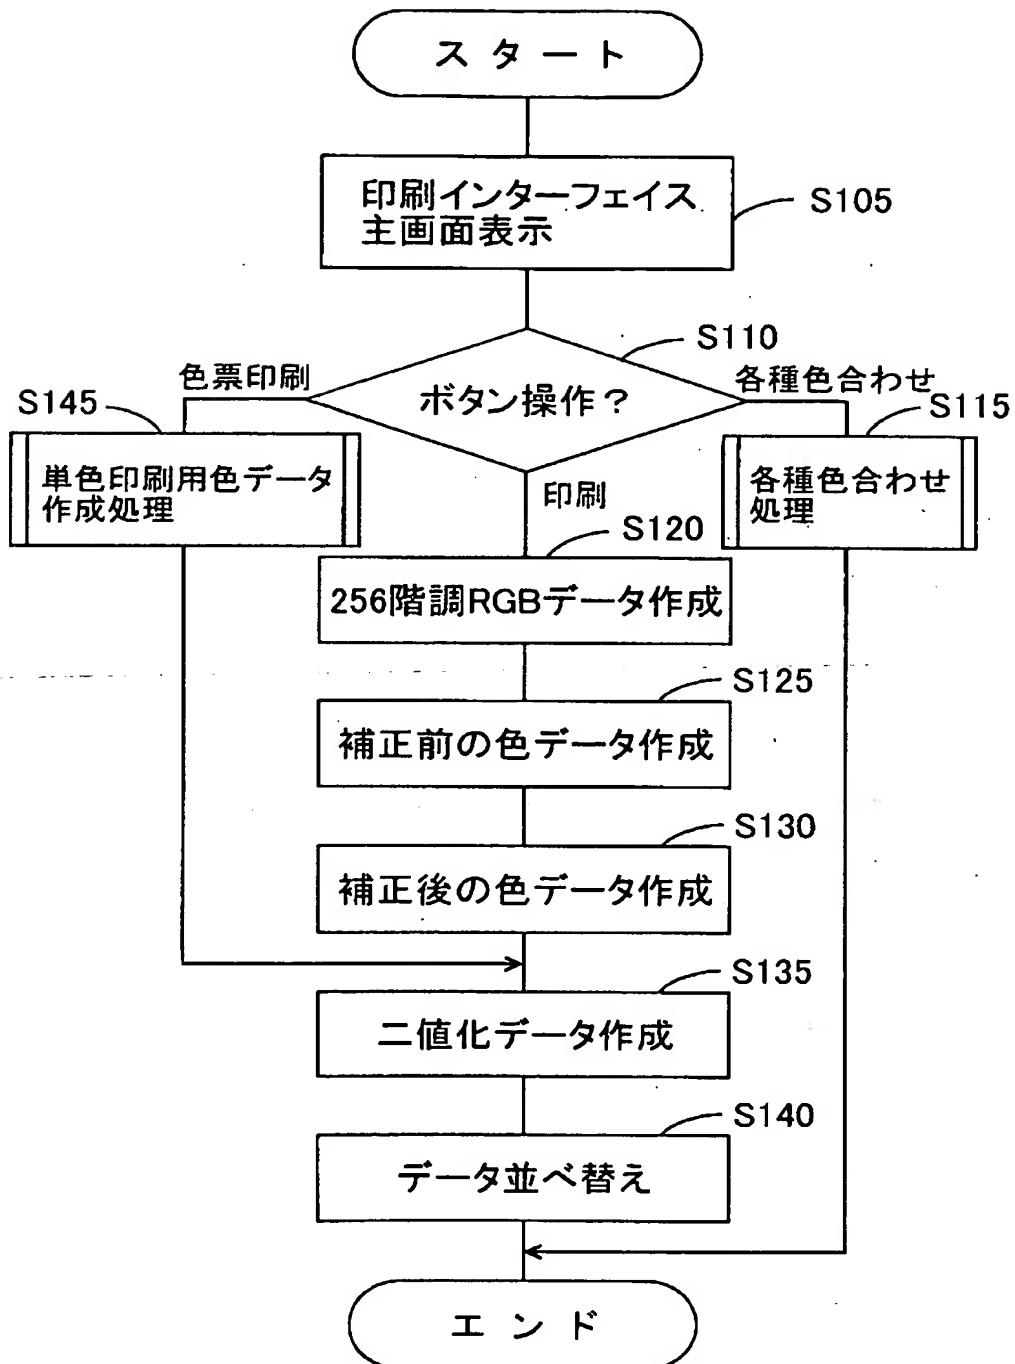 スタート
印刷インターフェイス
主画面表示
S105
S110
ボタン操作？
色票印刷
各種色合わせ
S145
S115
単色印刷用色データ
作成処理
各種色合わせ
処理
印刷
S120
256階調RGBデータ作成
S125
補正前の色データ作成
S130
補正後の色データ作成
S135
二値化データ作成
S140
データ並べ替え
エンド